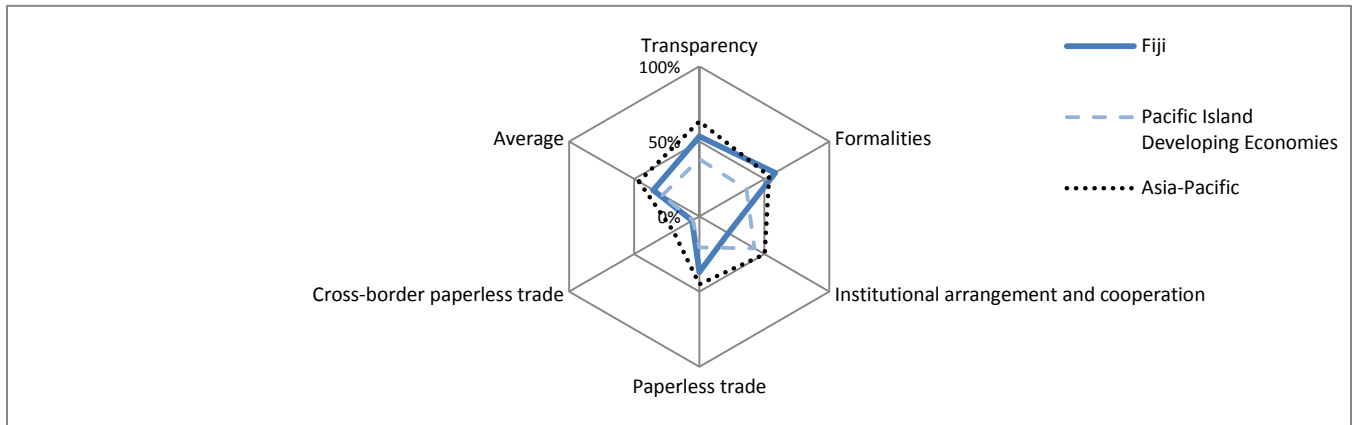 Transparency
100%
Fiji
Pacific Island
Developing Economies
Average
50%
Formalities
Asia-Pacific
0%
Cross-border paperless trade
Institutional arrangement and cooperation
Paperless trade